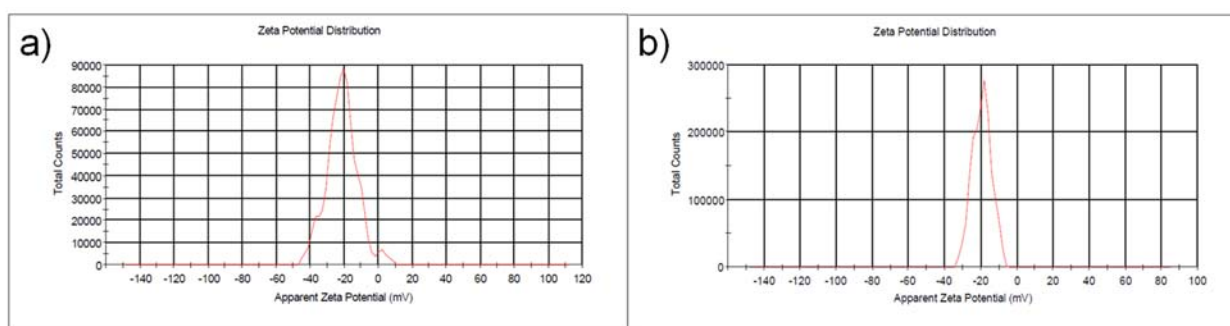 a)
Zeta Potential Distribution
Total Counts
90000
80000
70000
60000
50000
40000
30000
20000
10000
0
-140 -120 -100 -80 -60 -40 -20 0 20 40 60 80 100 120
Apparent Zeta Potential (mV)
b)
Zeta Potential Distribution
Total Counts
300000
200000
100000
0
-140 -120 -100 -80 -60 -40 -20 0 20 40 60 80 100
Apparent Zeta Potential (mV)